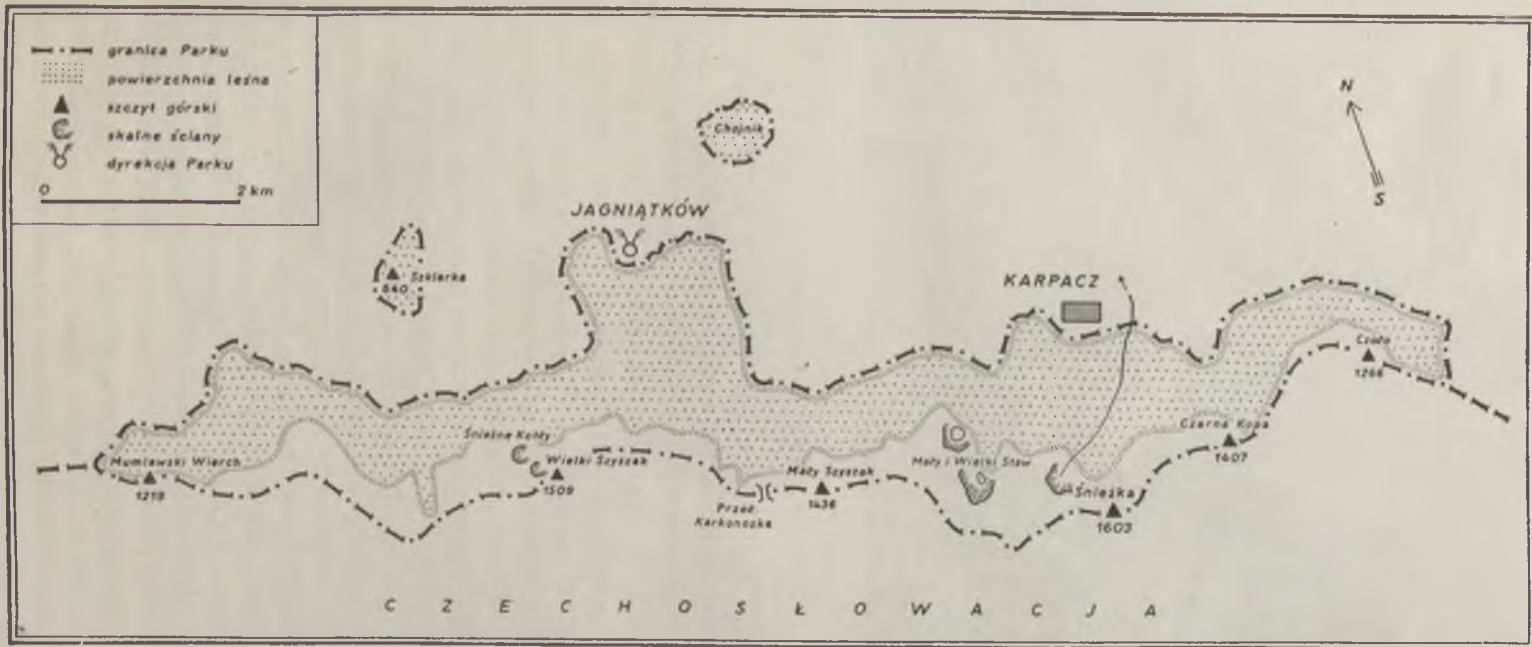 granica Parku
powierzchnia leśna
szczyt górski
skalne ściany
dyrekcja Parku
0 2 km
N
S
Chojnik
JAGNIĄTKÓW
Szklarka
640
KARPACZ
Czoło
1266
Śnieżne Kotły
Czarna Kopa
1407
Mumlawski Wierch
1219
Wielki Szyszak
1509
Mały Szyszak
1436
Mały i Wielki Staw
Przeł.
Karkonoska
Śnieżka
1603
CZECHOSŁOWACJA